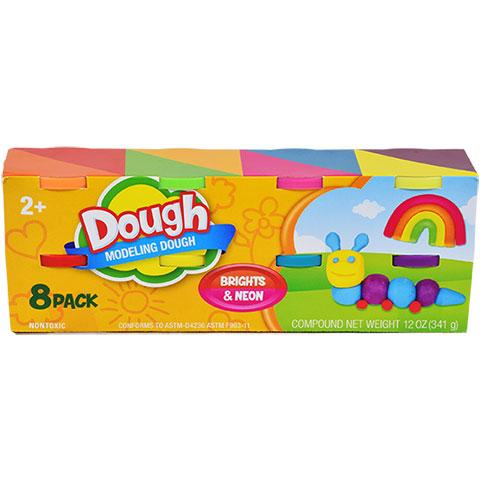 2+
Dough
MODELING DOUGH
8 PACK
BRIGHTS
& NEON
NONTOXIC
CONFORMS TO ASTM-D4236 ASTM F963-11
COMPOUND NET WEIGHT 12 OZ (341 g)